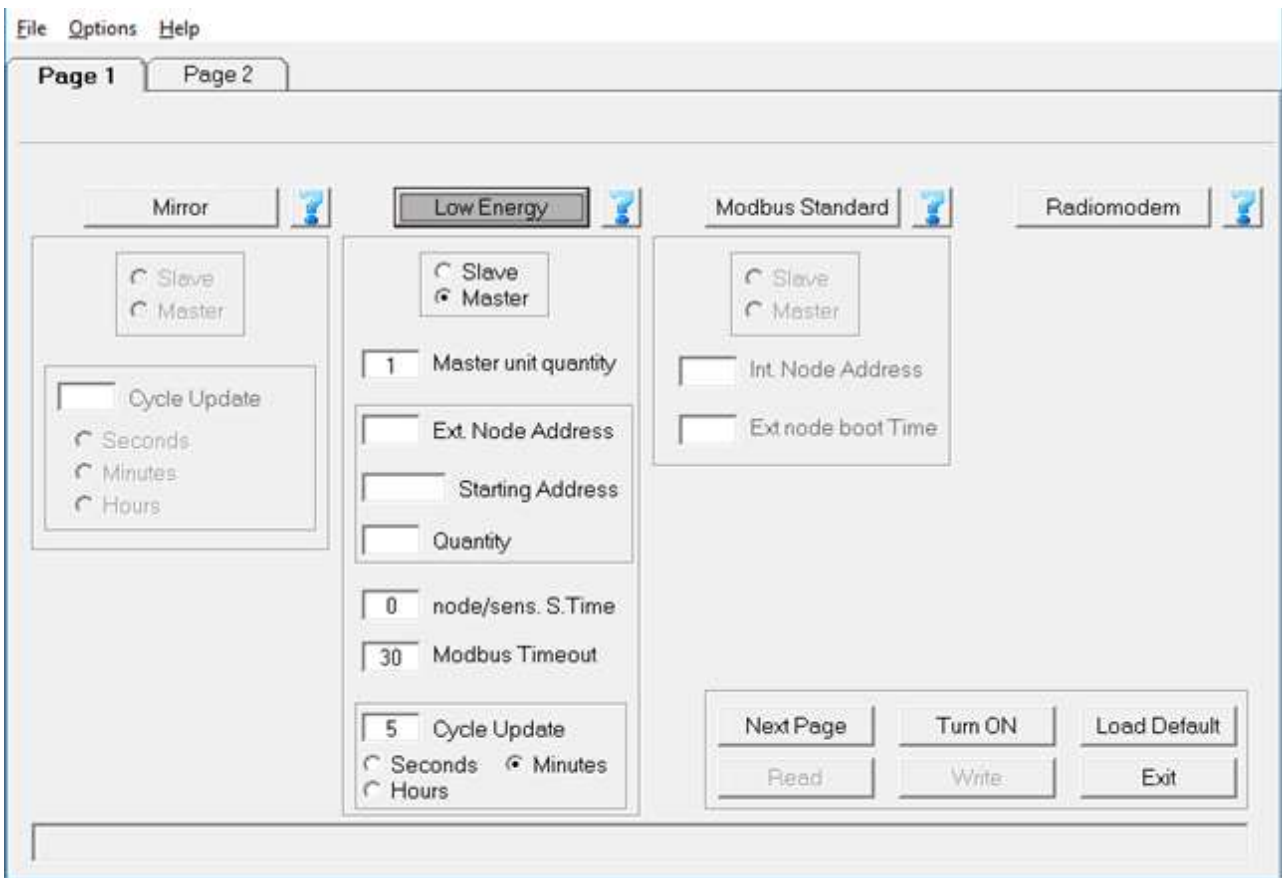 File Options Help
Page 1 Page 2
Mirror Low Energy Modbus Standard Radiomodem
Slave
Master
Cycle Update
Seconds
Minutes
Hours
Slave
Master
1 Master unit quantity
Ext. Node Address
Starting Address
Quantity
0 node/sens. S.Time
30 Modbus Timeout
5 Cycle Update
Seconds Minutes
Hours
Slave
Master
Int. Node Address
Ext node boot Time
Next Page Turn ON Load Default
Read Write Exit